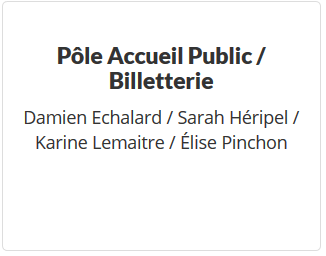 Pôle Accueil Public /
Billetterie
Damien Echalard / Sarah Héripel /
Karine Lemaitre / Élise Pinchon